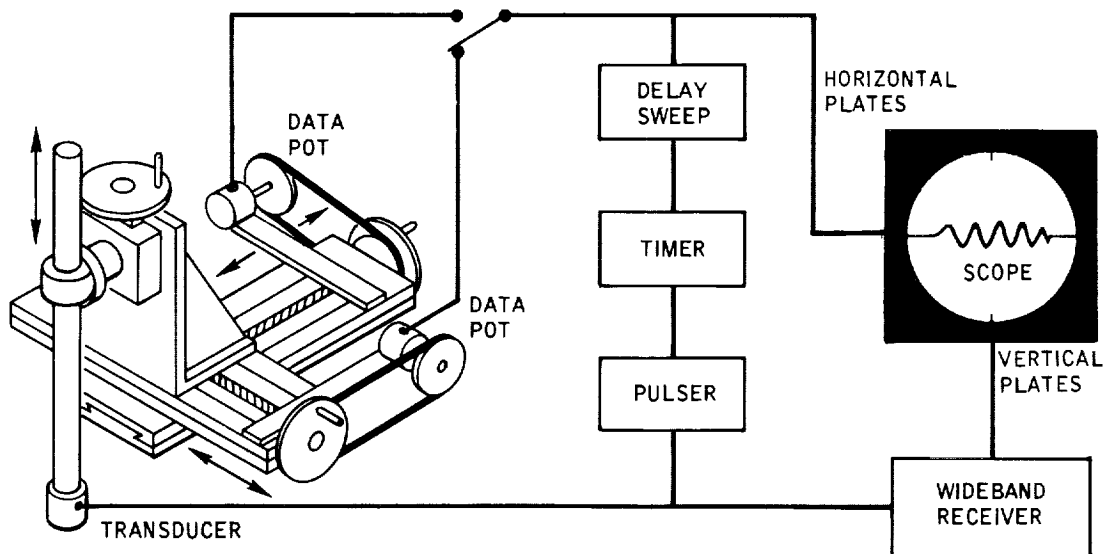 DATA
POT
DELAY
SWEEP
HORIZONTAL
PLATES
TIMER
SCOPE
DATA
POT
PULSER
VERTICAL
PLATES
TRANSDUCER
WIDEBAND
RECEIVER